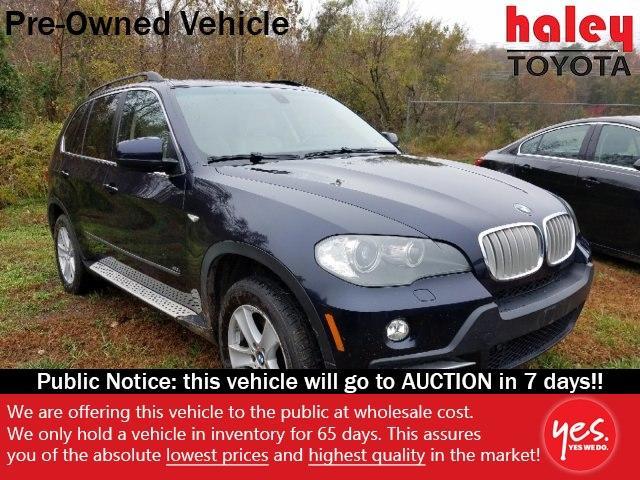 Pre-Owned Vehicle
haley
TOYOTA
Public Notice: this vehicle will go to AUCTION in 7 days!!
We are offering this vehicle to the public at wholesale cost.
We only hold a vehicle in inventory for 65 days. This assures
you of the absolute lowest prices and highest quality in the market!
yes.
YES WE DO.